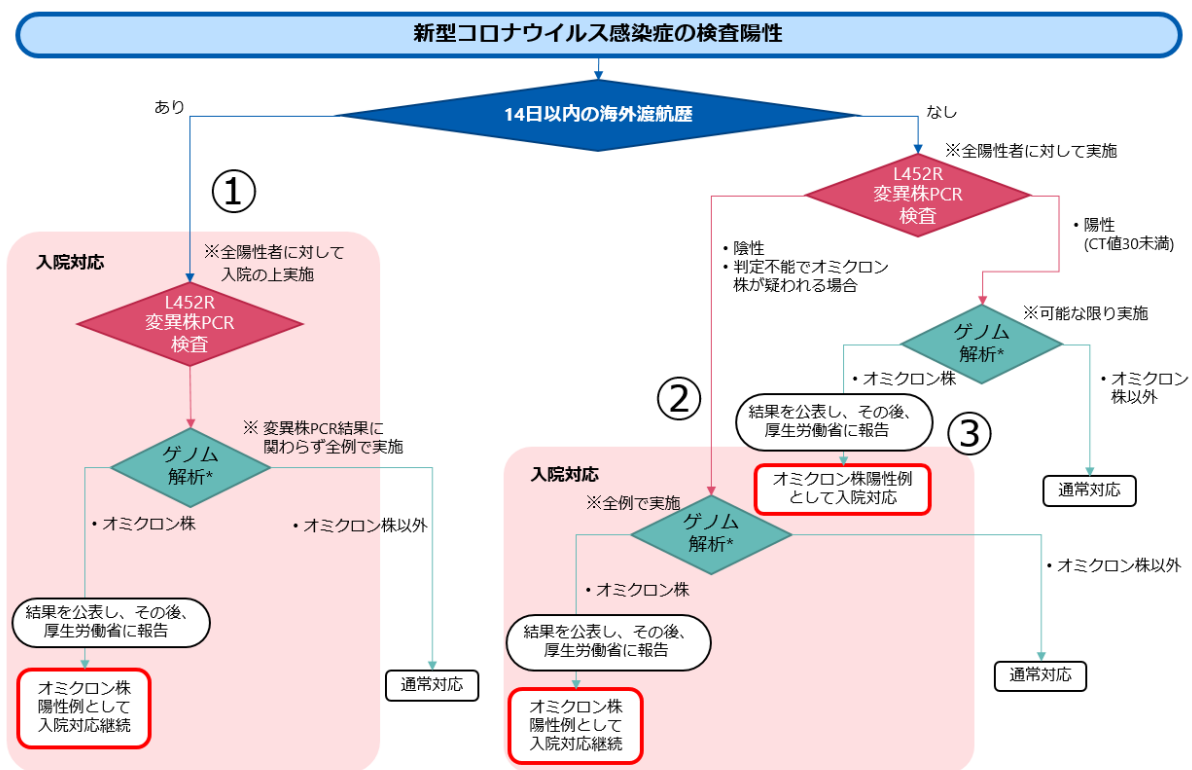 新型コロナウイルス感染症の検査陽性
14日以内の海外渡航歴
あり
なし
①
入院対応
※全陽性者に対して
入院の上実施
L452R
変異株PCR
検査
※ 変異株PCR結果に
関わらず全例で実施
ゲノム
解析*
・オミクロン株
・オミクロン株以外
結果を公表し、その後、
厚生労働省に報告
オミクロン株
陽性例として
入院対応継続
通常対応
※全陽性者に対して実施
L452R
変異株PCR
検査
・陰性
・判定不能でオミクロン
株が疑われる場合
・陽性
(CT値30未満)
②
入院対応
※全例で実施
ゲノム
解析*
・オミクロン株
・オミクロン株以外
結果を公表し、その後、
厚生労働省に報告
オミクロン株
陽性例として
入院対応継続
通常対応
※可能な限り実施
ゲノム
解析*
・オミクロン株
・オミクロン
株以外
結果を公表し、その後、
厚生労働省に報告
③
オミクロン株陽性例
として入院対応
通常対応